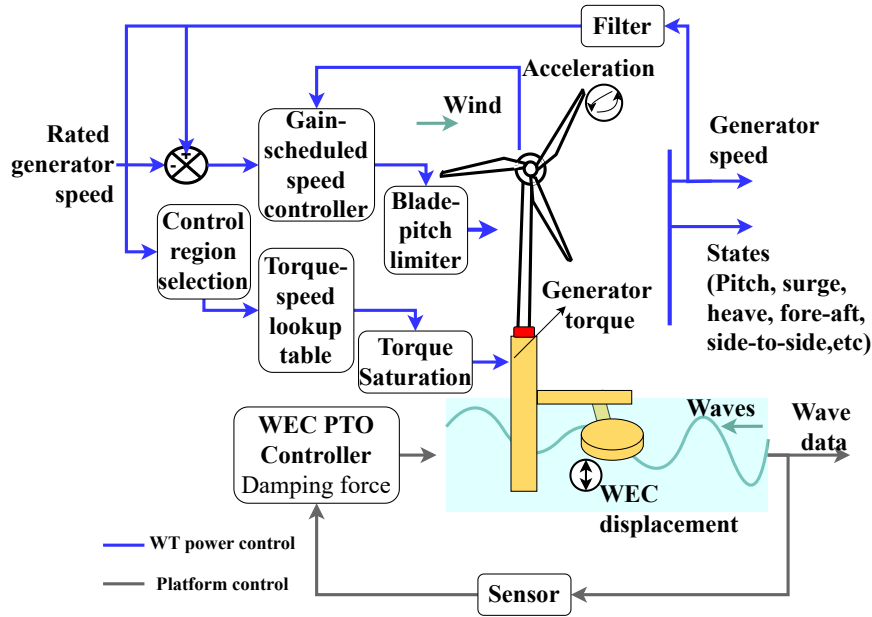 Filter
Acceleration
Wind
Rated
generator
speed
-
+
Gain-
scheduled
speed
controller
Generator
speed
Blade-
pitch
limiter
Control
region
selection
Torque-
speed
lookup
table
Generator
torque
States
(Pitch, surge,
heave, fore-aft,
side-to-side,etc)
Torque
Saturation
WEC PTO
Controller
Damping force
Waves
Wave
data
WEC
displacement
WT power control
Platform control
Sensor